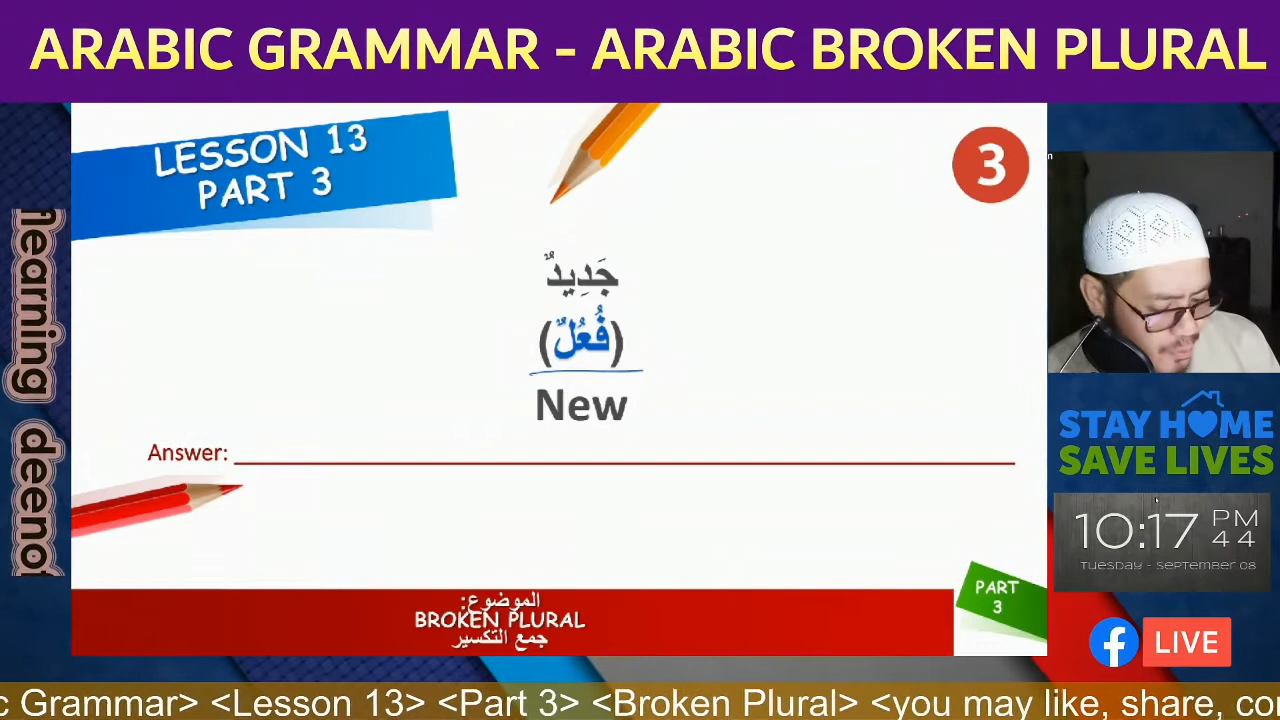 ARABIC GRAMMAR - ARABIC BROKEN PLURAL
LESSON 13
PART 3
3
جَدِيدٌ
(فُعُلٌ)
New
Answer:
learning deeno
STAY HOME
SAVE LIVES
10:17 PM
44
TUESDAY - SEPTEMBER 08
PART
3
الموضوع:
BROKEN PLURAL
جمع التكسير
LIVE
c Grammar> <Lesson 13> <Part 3> <Broken Plural> <you may like, share, co